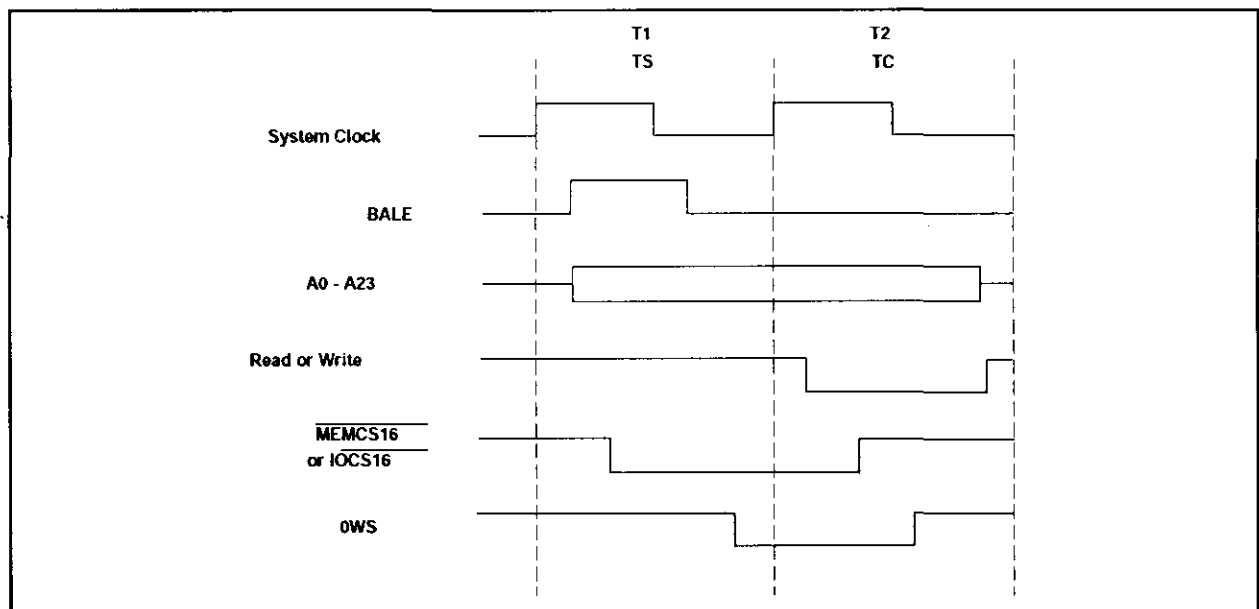 T1 T2
TS TC
System Clock
BALE
A0 - A23
Read or Write
MEMCS16
or IOCS16
0WS